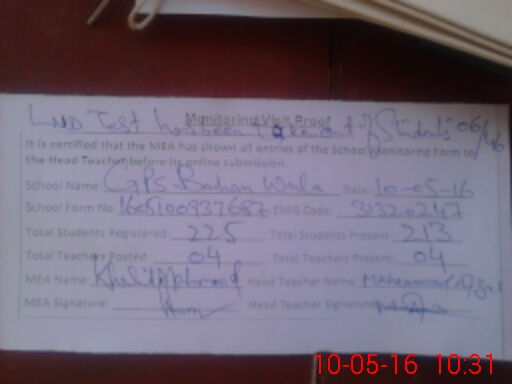 LND Test has been taken out of Students 06/06
Monitoring Visit Proof
It is certified that the MEA has shown all entries of the School Monitoring Form to
the Head Teacher before its online submission.
School Name: GPS Bahan Wala Date: 10-05-16
School Form No: EMIS Code: 31320247
Total Students Registered: 225 Total Students Present: 213
Total Teachers Posted: 04 Total Teachers Present: 04
MEA Name: Head Teacher Name: Muhammad
MEA Signature: Head Teacher Signature:
10-05-16 10:31